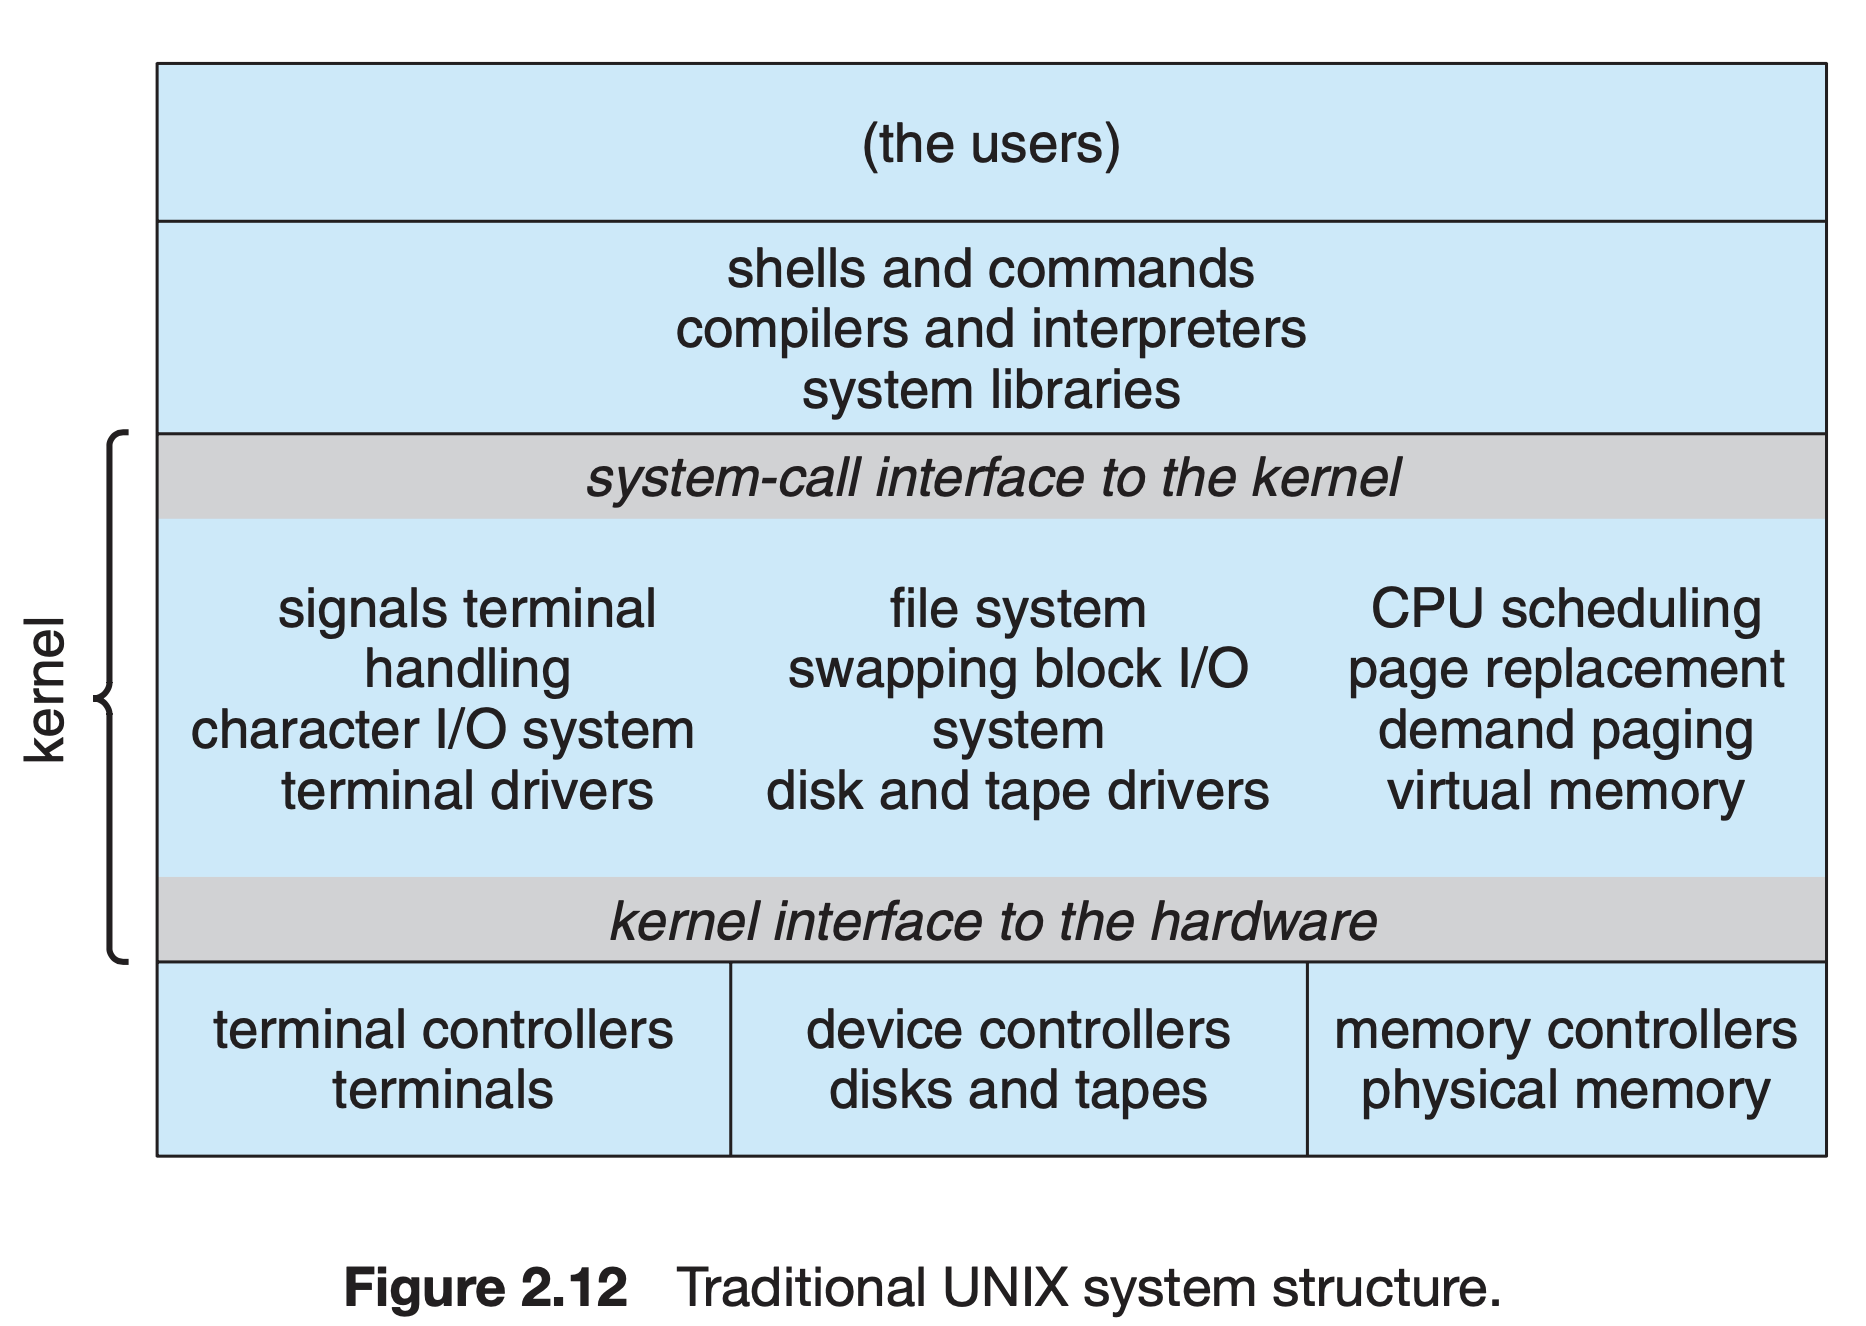 (the users)
shells and commands
compilers and interpreters
system libraries
system-call interface to the kernel
kernel
signals terminal
handling
character I/O system
terminal drivers
file system
swapping block I/O
system
disk and tape drivers
CPU scheduling
page replacement
demand paging
virtual memory
kernel interface to the hardware
terminal controllers
terminals
device controllers
disks and tapes
memory controllers
physical memory
Figure 2.12 Traditional UNIX system structure.